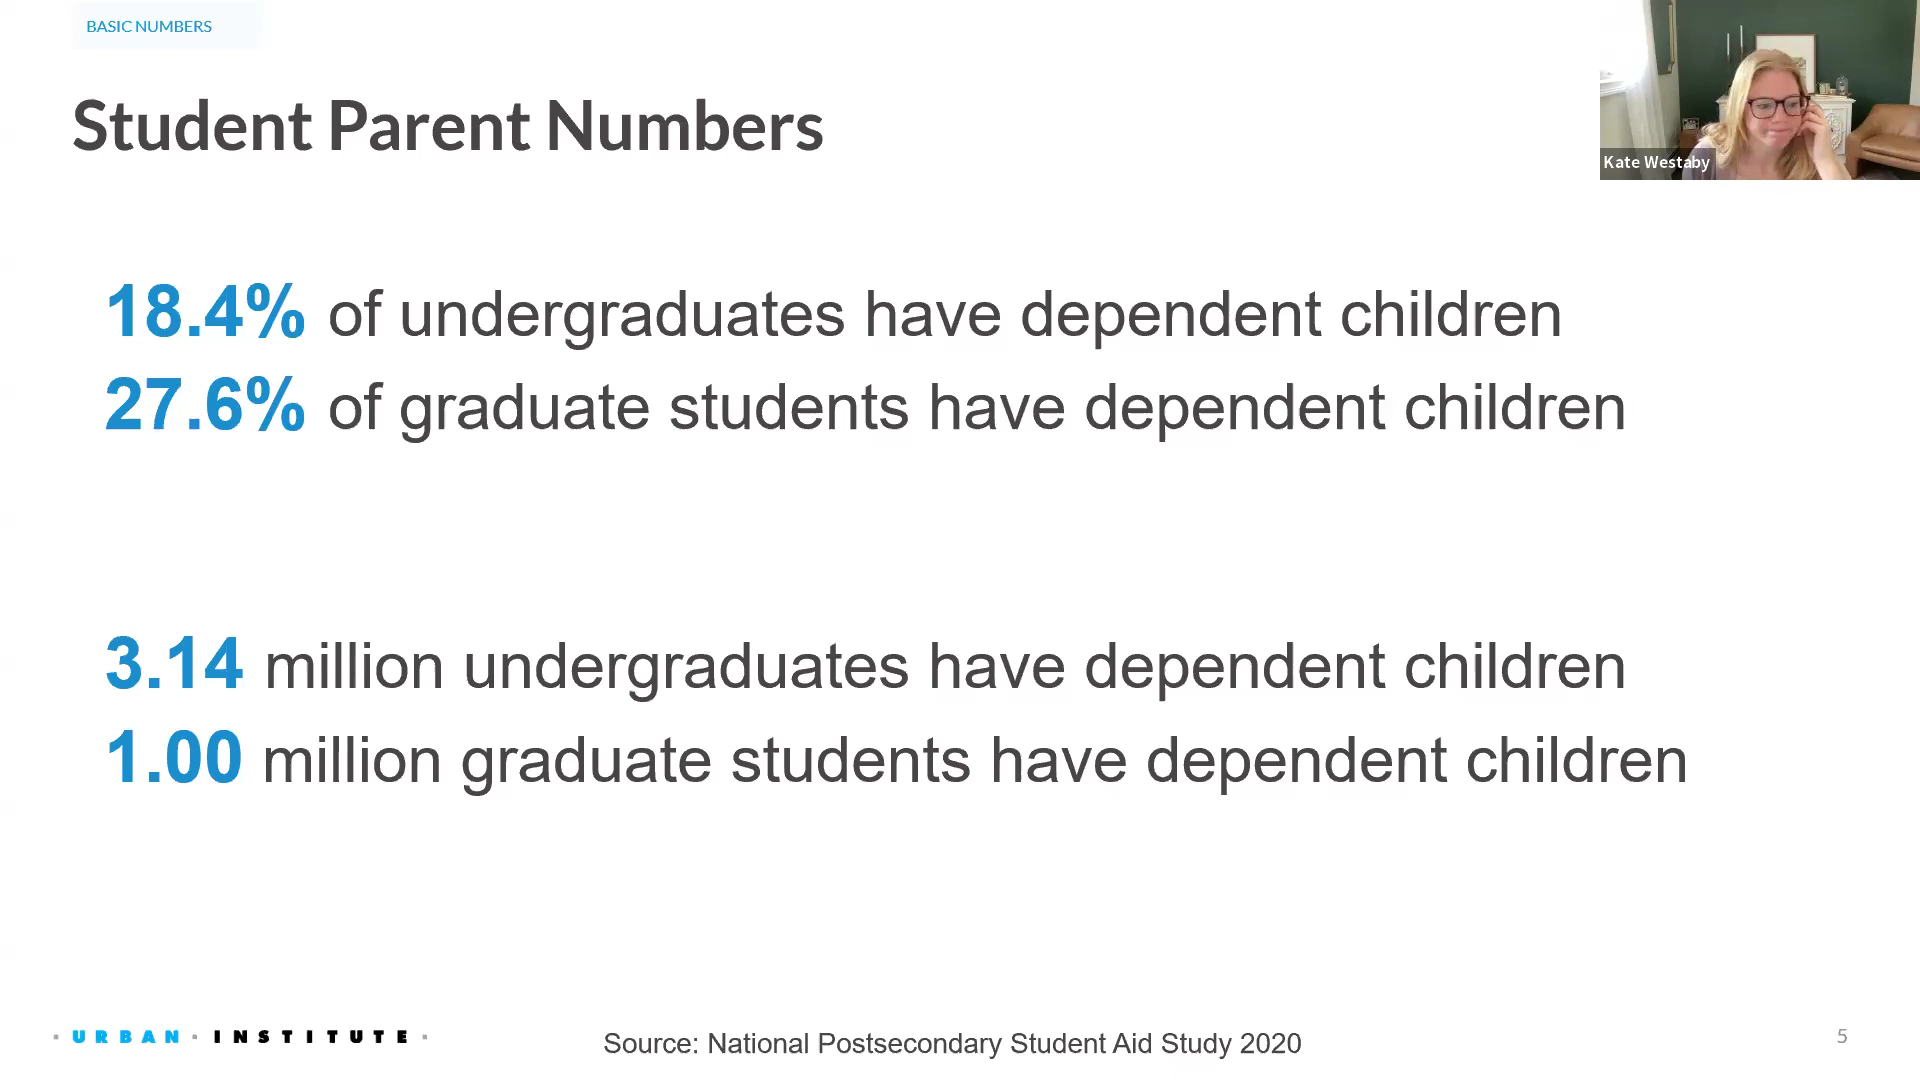 BASIC NUMBERS
Student Parent Numbers
Kate Westaby
18.4% of undergraduates have dependent children
27.6% of graduate students have dependent children
3.14 million undergraduates have dependent children
1.00 million graduate students have dependent children
· URBAN · INSTITUTE ·
Source: National Postsecondary Student Aid Study 2020
5